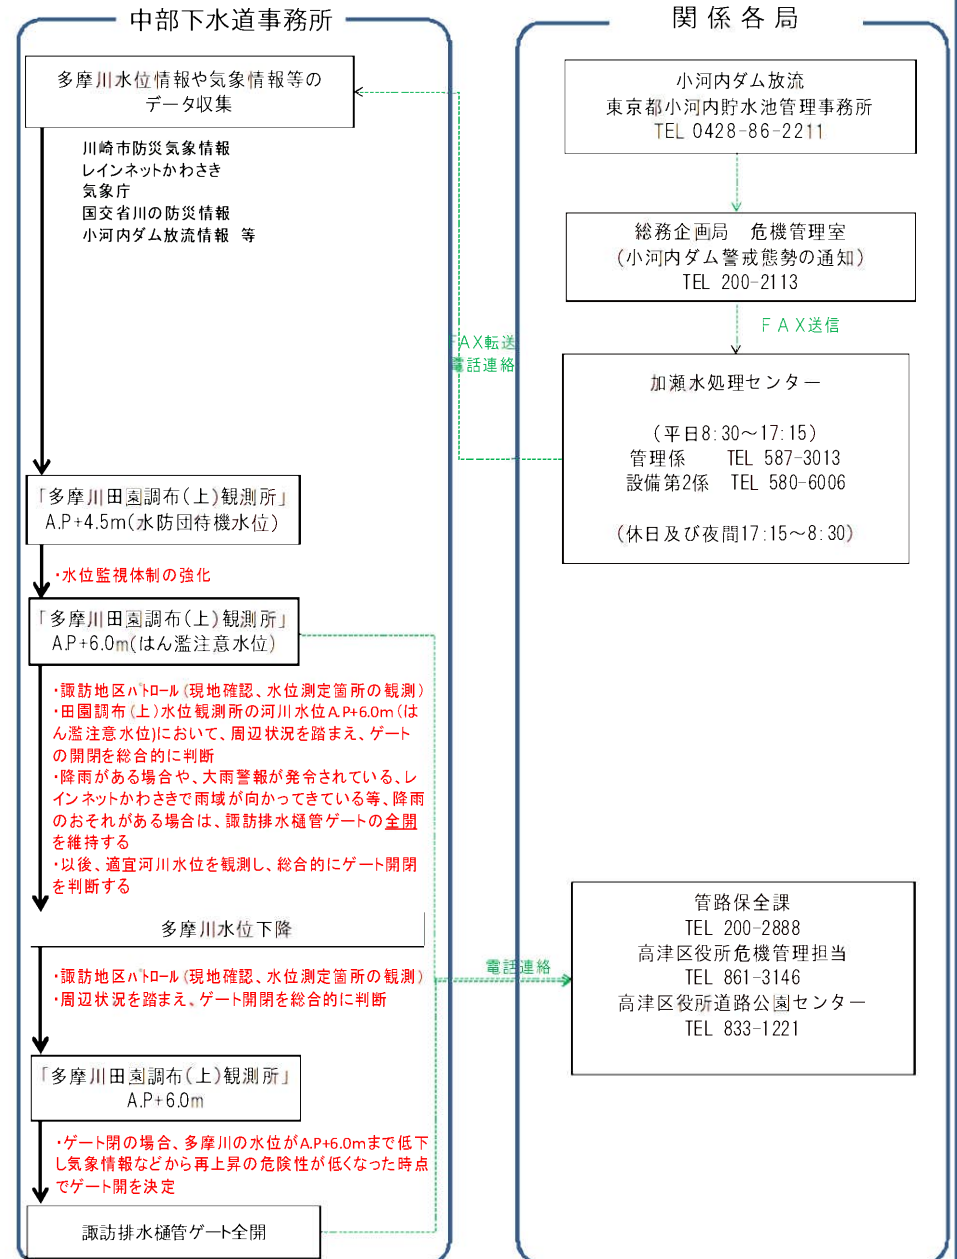 中部下水道事務所
多摩川水位情報や気象情報等の
データ収集
川崎市防災気象情報
レインネットかわさき
気象庁
国交省川の防災情報
小河内ダム放流情報 等
「多摩川田園調布(上)観測所」
A.P+4.5m(水防団待機水位)
・水位監視体制の強化
「多摩川田園調布(上)観測所」
A.P+6.0m(はん濫注意水位)
・諏訪地区パトロール(現地確認、水位測定箇所の観測)
・田園調布(上)水位観測所の河川水位A.P+6.0m(は
ん濫注意水位)において、周辺状況を踏まえ、ゲート
の開閉を総合的に判断
・降雨がある場合や、大雨警報が発令されている、レ
インネットかわさきで雨域が向かってきている等、降雨
のおそれがある場合は、諏訪排水樋管ゲートの全開
を維持する
・以後、適宜河川水位を観測し、総合的にゲート開閉
を判断する
多摩川水位下降
・諏訪地区パトロール(現地確認、水位測定箇所の観測)
・周辺状況を踏まえ、ゲート開閉を総合的に判断
「多摩川田園調布(上)観測所」
A.P+6.0m
・ゲート閉の場合、多摩川の水位がA.P+6.0mまで低下
し気象情報などから再上昇の危険性が低くなった時点
でゲート開を決定
諏訪排水樋管ゲート全開
FAX転送
電話連絡
電話連絡
関係各局
小河内ダム放流
東京都小河内貯水池管理事務所
TEL 0428-86-2211
総務企画局 危機管理室
(小河内ダム警戒態勢の通知)
TEL 200-2113
FAX送信
加瀬水処理センター
(平日8:30～17:15)
管理係 TEL 587-3013
設備第2係 TEL 580-6006
(休日及び夜間17:15～8:30)
管路保全課
TEL 200-2888
高津区役所危機管理担当
TEL 861-3146
高津区役所道路公園センター
TEL 833-1221